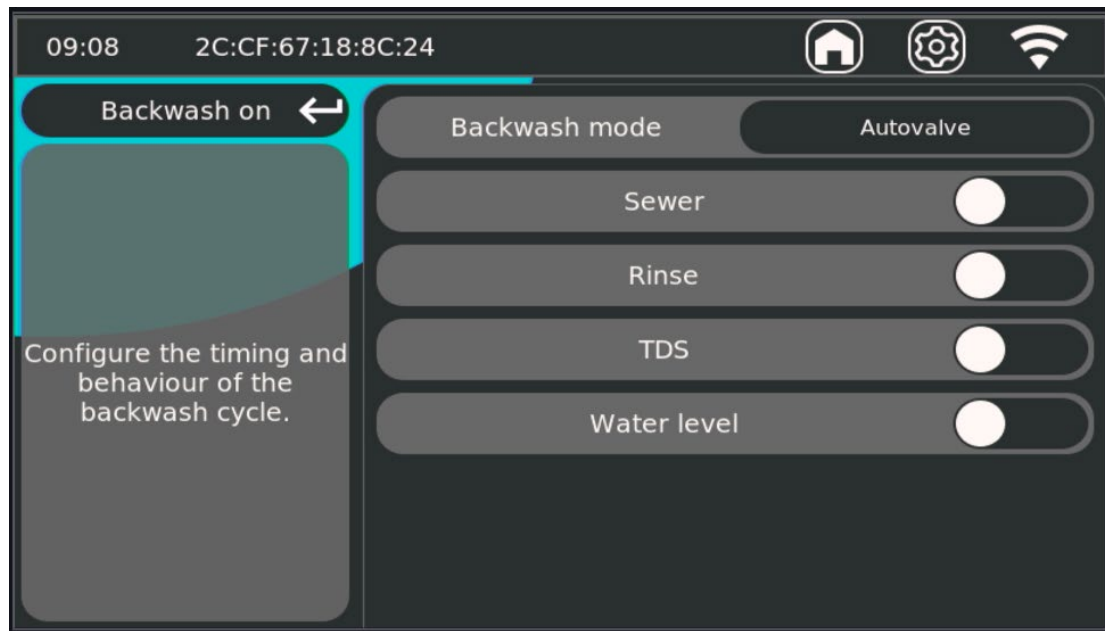 09:08 2C:CF:67:18:8C:24
Backwash on
Configure the timing and
behaviour of the
backwash cycle.
Backwash mode Autovalve
Sewer
Rinse
TDS
Water level